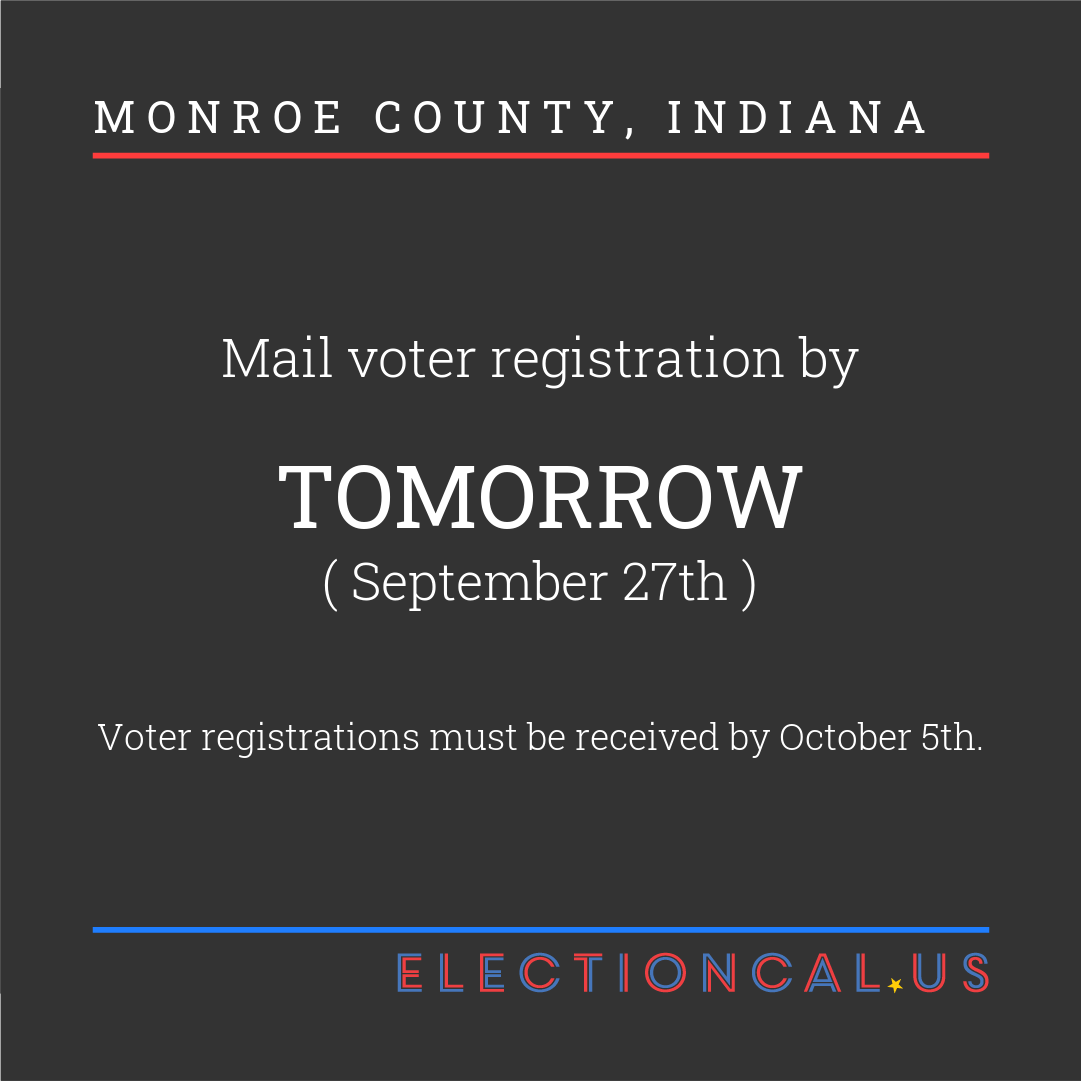 MONROE COUNTY, INDIANA
Mail voter registration by
TOMORROW
( September 27th )
Voter registrations must be received by October 5th.
ELECTIONCAL.US